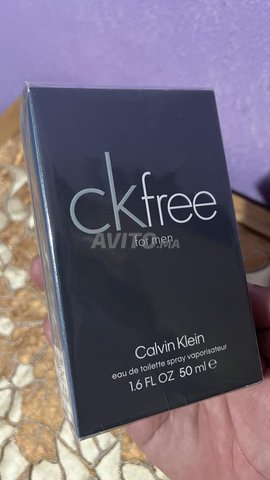 ckfree
for men
AVITO.MA
Calvin Klein
eau de toilette spray vaporisateur
1.6 FL OZ 50 ml ℮